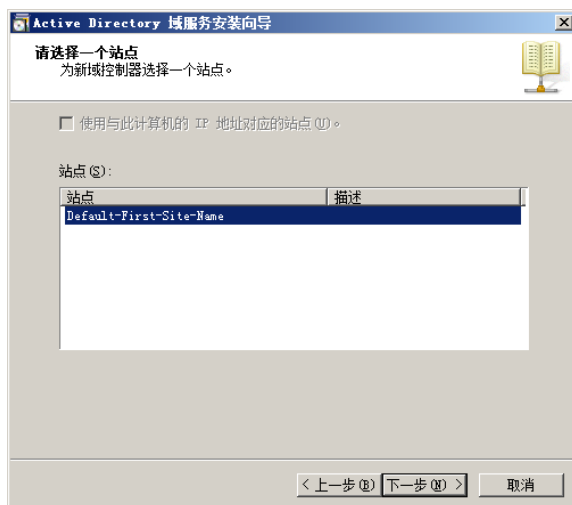 Active Directory 域服务安装向导
请选择一个站点
为新域控制器选择一个站点。
使用与此计算机的 IP 地址对应的站点(U)。
站点(S):
站点 描述
Default-First-Site-Name
< 上一步(B) 下一步(N) > 取消